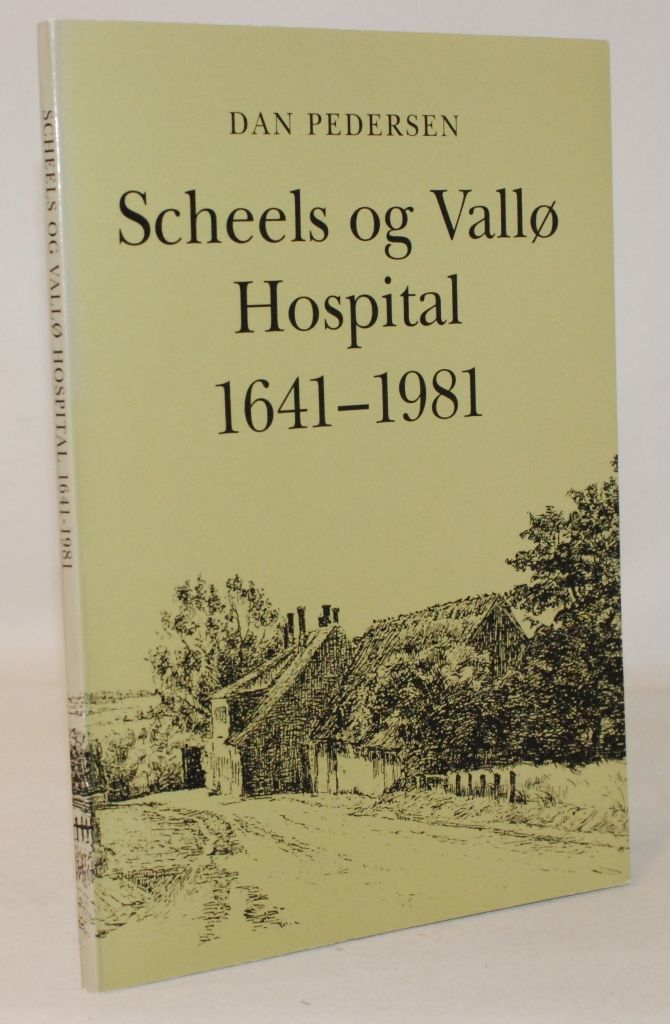 DAN PEDERSEN
Scheels og Vallø
Hospital
1641–1981
SCHEELS OG VALLØ HOSPITAL 1641-1981